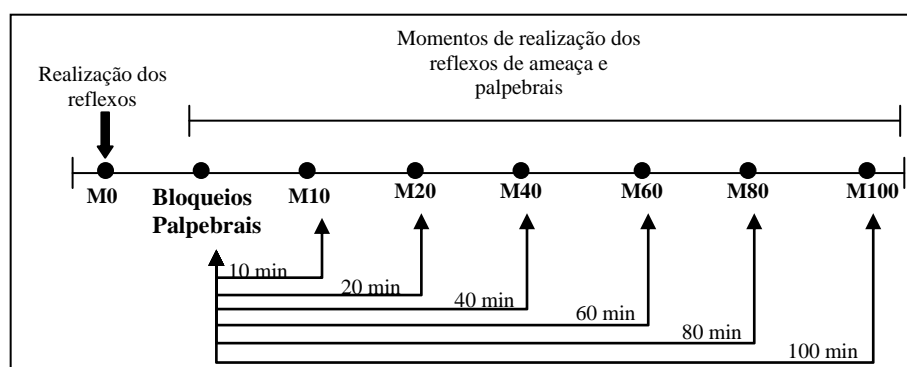 Momentos de realização dos
reflexos de ameaça e
palpebrais
Realização dos
reflexos
M0
Bloqueios
Palpebrais
M10
M20
M40
M60
M80
M100
10 min
20 min
40 min
60 min
80 min
100 min